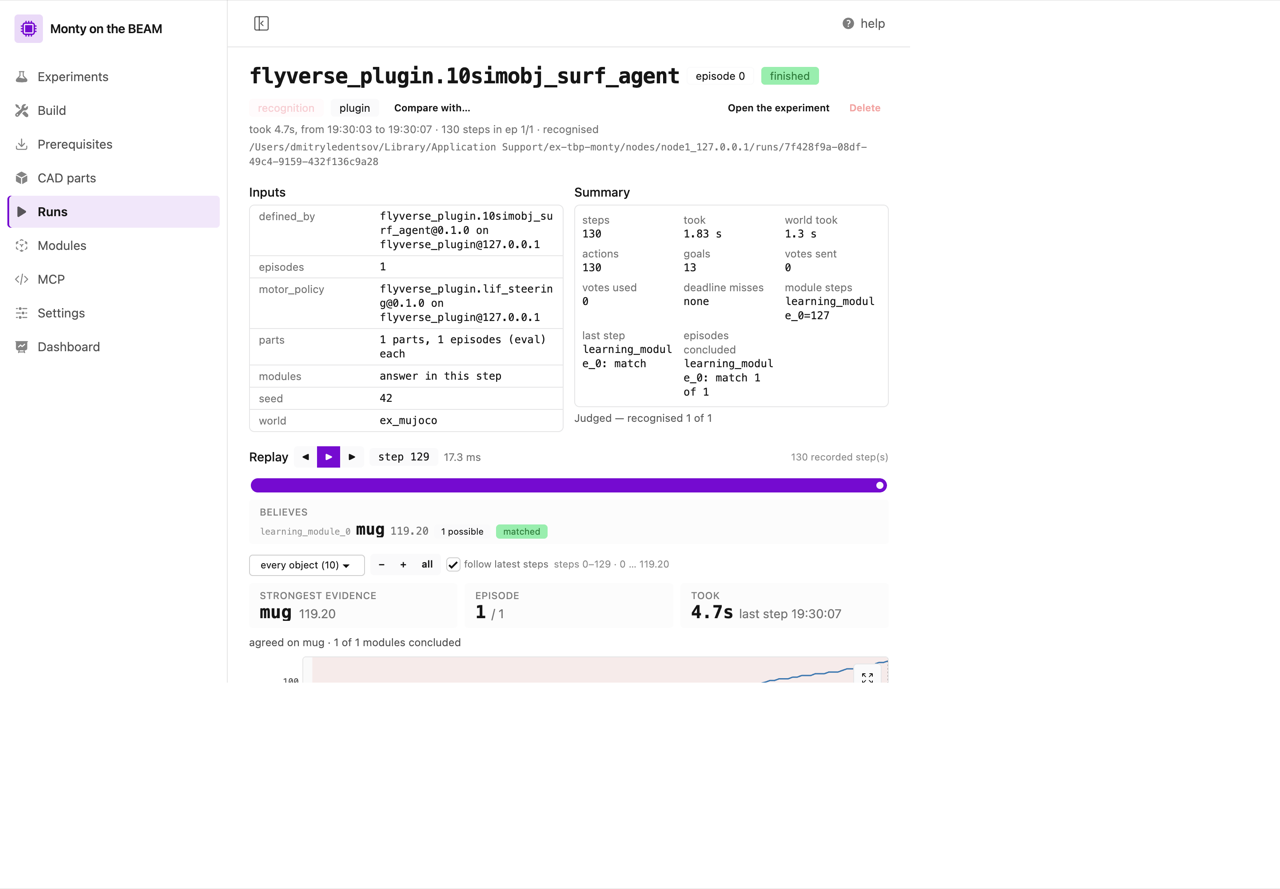 Monty on the BEAM
help
Experiments
Build
Prerequisites
CAD parts
Runs
Modules
MCP
Settings
Dashboard
flyverse_plugin.10simobj_surf_agent episode 0 finished
recognition plugin Compare with... Open the experiment Delete
took 4.7s, from 19:30:03 to 19:30:07 · 130 steps in ep 1/1 · recognised
/Users/dmitryledentsov/Library/Application Support/ex-tbp-monty/nodes/node1_127.0.0.1/runs/7f428f9a-08df-
49c4-9159-432f136c9a28
Inputs
defined_by flyverse_plugin.10simobj_su
rf_agent@0.1.0 on
flyverse_plugin@127.0.0.1
episodes 1
motor_policy flyverse_plugin.lif_steerin
g@0.1.0 on
flyverse_plugin@127.0.0.1
parts 1 parts, 1 episodes (eval)
each
modules answer in this step
seed 42
world ex_mujoco
Summary
steps took world took
130 1.83 s 1.3 s
actions goals votes sent
130 13 0
votes used deadline misses module steps
0 none learning_modul
e_0=127
last step episodes
concluded
learning_modul
e_0: match
learning_modul
e_0: match 1
of 1
Judged — recognised 1 of 1
Replay step 129 17.3 ms 130 recorded step(s)
BELIEVES
learning_module_0 mug 119.20 1 possible matched
every object (10) − + all follow latest steps steps 0–129 · 0 ... 119.20
STRONGEST EVIDENCE EPISODE TOOK
mug 119.20 1 / 1 4.7s last step 19:30:07
agreed on mug · 1 of 1 modules concluded
100